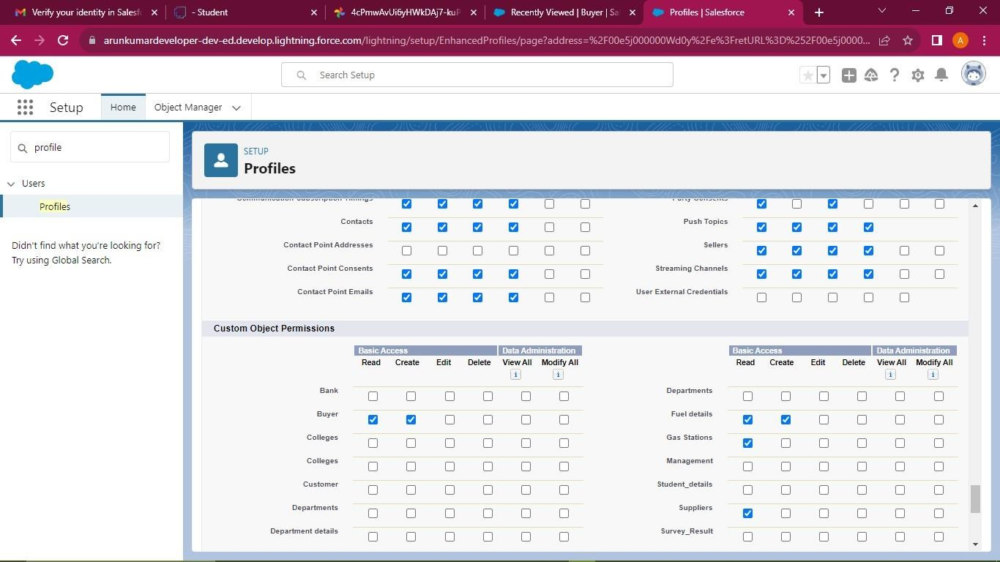 Verify your identity in Salesf
- Student
4cPmwAvUi6yHWkDAj7-kuP
Recently Viewed | Buyer | Sa
Profiles | Salesforce
arunkumardeveloper-dev-ed.develop.lightning.force.com/lightning/setup/EnhancedProfiles/page?address=%2F00e5j000000Wd0y%2Fe%3FretURL%3D%252F00e5j0000...
A
Search Setup
Setup
Home
Object Manager
profile
Users
Profiles
Didn't find what you're looking for?
Try using Global Search.
SETUP
Profiles
Communication Subscription Timings
Party Consents
Contacts
Push Topics
Contact Point Addresses
Sellers
Contact Point Consents
Streaming Channels
Contact Point Emails
User External Credentials
Custom Object Permissions
Basic Access Data Administration
Read Create Edit Delete View All Modify All
Basic Access Data Administration
Read Create Edit Delete View All Modify All
Bank
Departments
Buyer
Fuel details
Colleges
Gas Stations
Colleges
Management
Customer
Student_details
Departments
Suppliers
Department details
Survey_Result